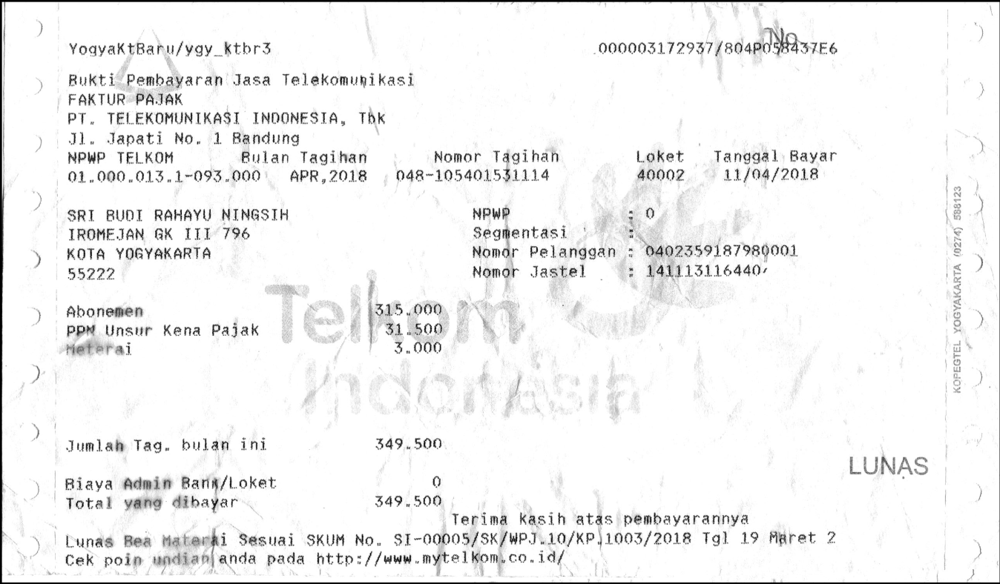 No
YogyaKtBaru/ygy_ktbr3 .000003172937/804P058437E6
Bukti Pembayaran Jasa Telekomunikasi
FAKTUR PAJAK
PT. TELEKOMUNIKASI INDONESIA, Tbk
Jl. Japati No. 1 Bandung
NPWP TELKOM Bulan Tagihan Nomor Tagihan Loket Tanggal Bayar
01.000.013.1-093.000 APR,2018 048-105401531114 40002 11/04/2018
SRI BUDI RAHAYU NINGSIH NPWP : 0
IROMEJAN GK III 796 Segmentasi :
KOTA YOGYAKARTA Nomor Pelanggan : 0402359187980001
55222 Nomor Jastel : 141113116440
Telkom
Indonesia
Abonemen 315.000
PPN Unsur Kena Pajak 31.500
Meterai 3.000
Jumlah Tag. bulan ini 349.500
LUNAS
Biaya Admin Bank/Loket 0
Total yang dibayar 349.500
Terima kasih atas pembayarannya
Lunas Bea Materai Sesuai SKUM No. SI-00005/SK/WPJ.10/KP.1003/2018 Tgl 19 Maret 2
Cek poin undian anda pada http://www.mytelkom.co.id/
KOPEGTEL YOGYAKARTA (0274) 588123